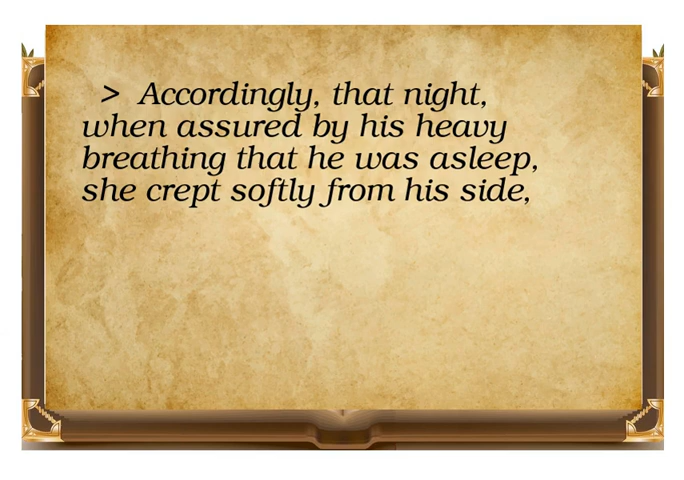 > Accordingly, that night,
when assured by his heavy
breathing that he was asleep,
she crept softly from his side,